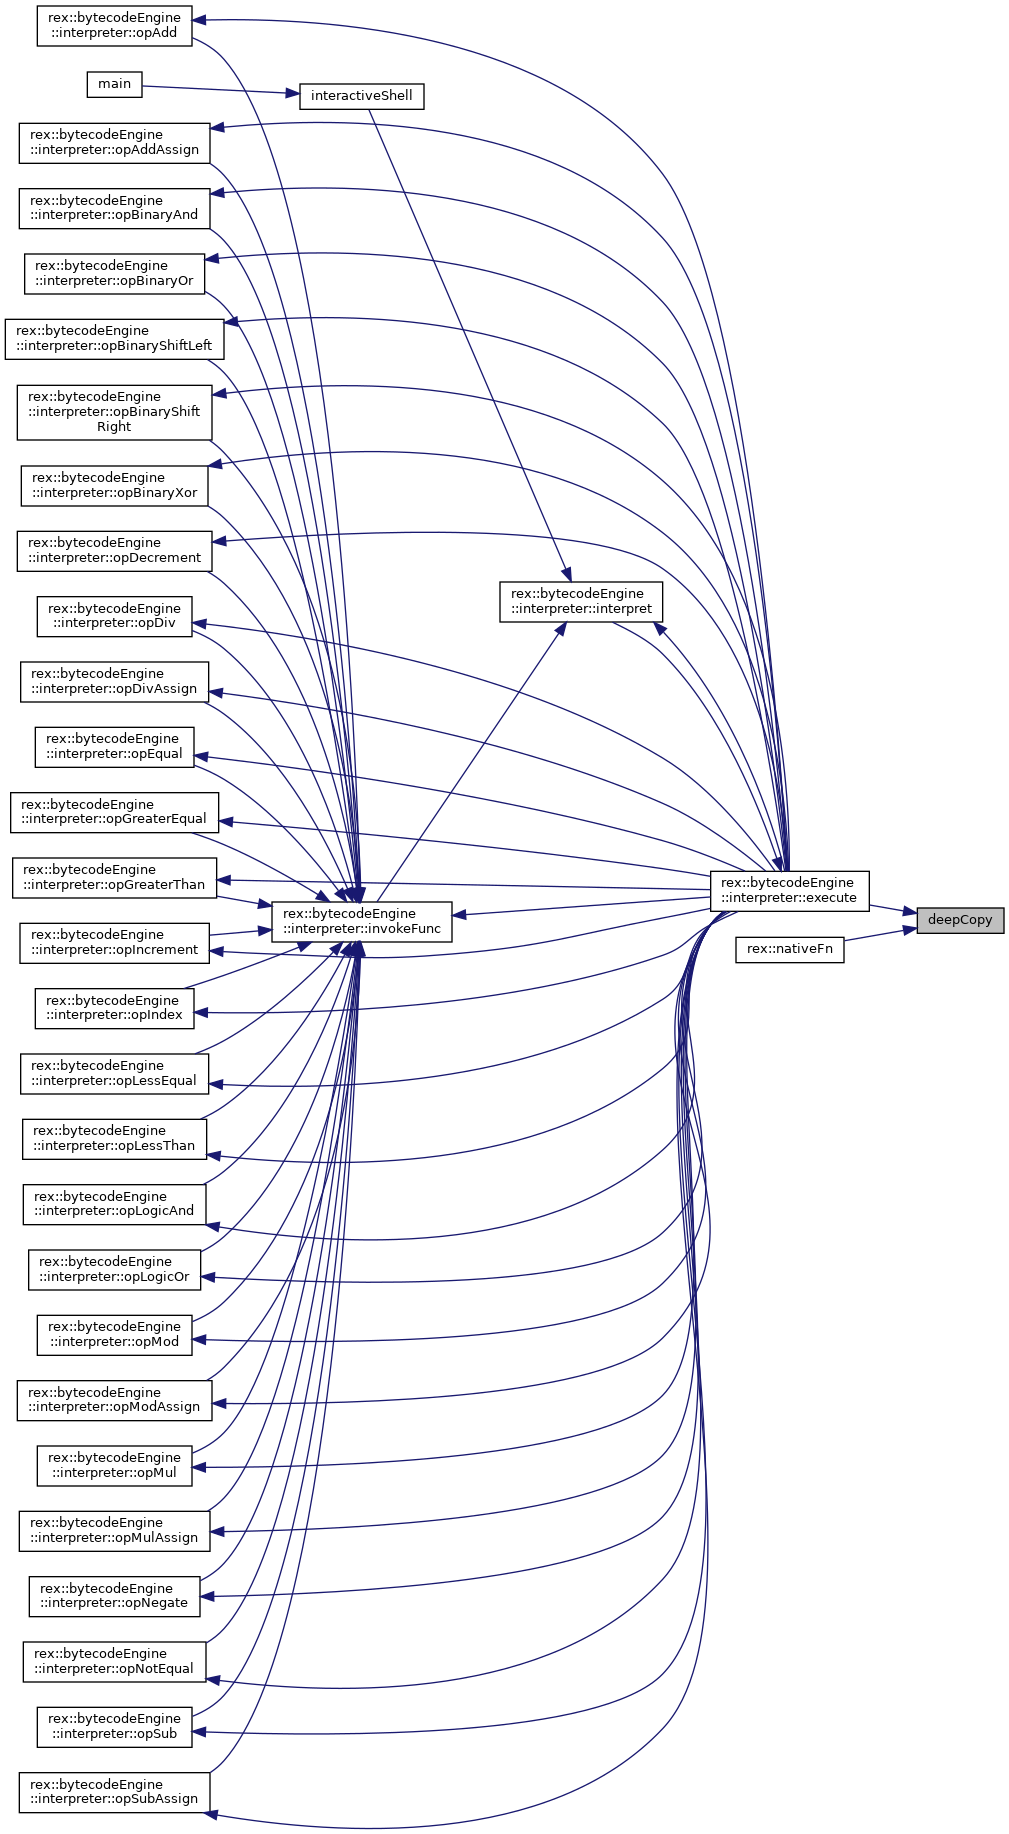 rex::bytecodeEngine
::interpreter::opAdd
main
interactiveShell
rex::bytecodeEngine
::interpreter::opAddAssign
rex::bytecodeEngine
::interpreter::opBinaryAnd
rex::bytecodeEngine
::interpreter::opBinaryOr
rex::bytecodeEngine
::interpreter::opBinaryShiftLeft
rex::bytecodeEngine
::interpreter::opBinaryShift
Right
rex::bytecodeEngine
::interpreter::opBinaryXor
rex::bytecodeEngine
::interpreter::opDecrement
rex::bytecodeEngine
::interpreter::opDiv
rex::bytecodeEngine
::interpreter::interpret
rex::bytecodeEngine
::interpreter::opDivAssign
rex::bytecodeEngine
::interpreter::opEqual
rex::bytecodeEngine
::interpreter::opGreaterEqual
rex::bytecodeEngine
::interpreter::opGreaterThan
rex::bytecodeEngine
::interpreter::execute
rex::bytecodeEngine
::interpreter::invokeFunc
deepCopy
rex::nativeFn
rex::bytecodeEngine
::interpreter::opIncrement
rex::bytecodeEngine
::interpreter::opIndex
rex::bytecodeEngine
::interpreter::opLessEqual
rex::bytecodeEngine
::interpreter::opLessThan
rex::bytecodeEngine
::interpreter::opLogicAnd
rex::bytecodeEngine
::interpreter::opLogicOr
rex::bytecodeEngine
::interpreter::opMod
rex::bytecodeEngine
::interpreter::opModAssign
rex::bytecodeEngine
::interpreter::opMul
rex::bytecodeEngine
::interpreter::opMulAssign
rex::bytecodeEngine
::interpreter::opNegate
rex::bytecodeEngine
::interpreter::opNotEqual
rex::bytecodeEngine
::interpreter::opSub
rex::bytecodeEngine
::interpreter::opSubAssign